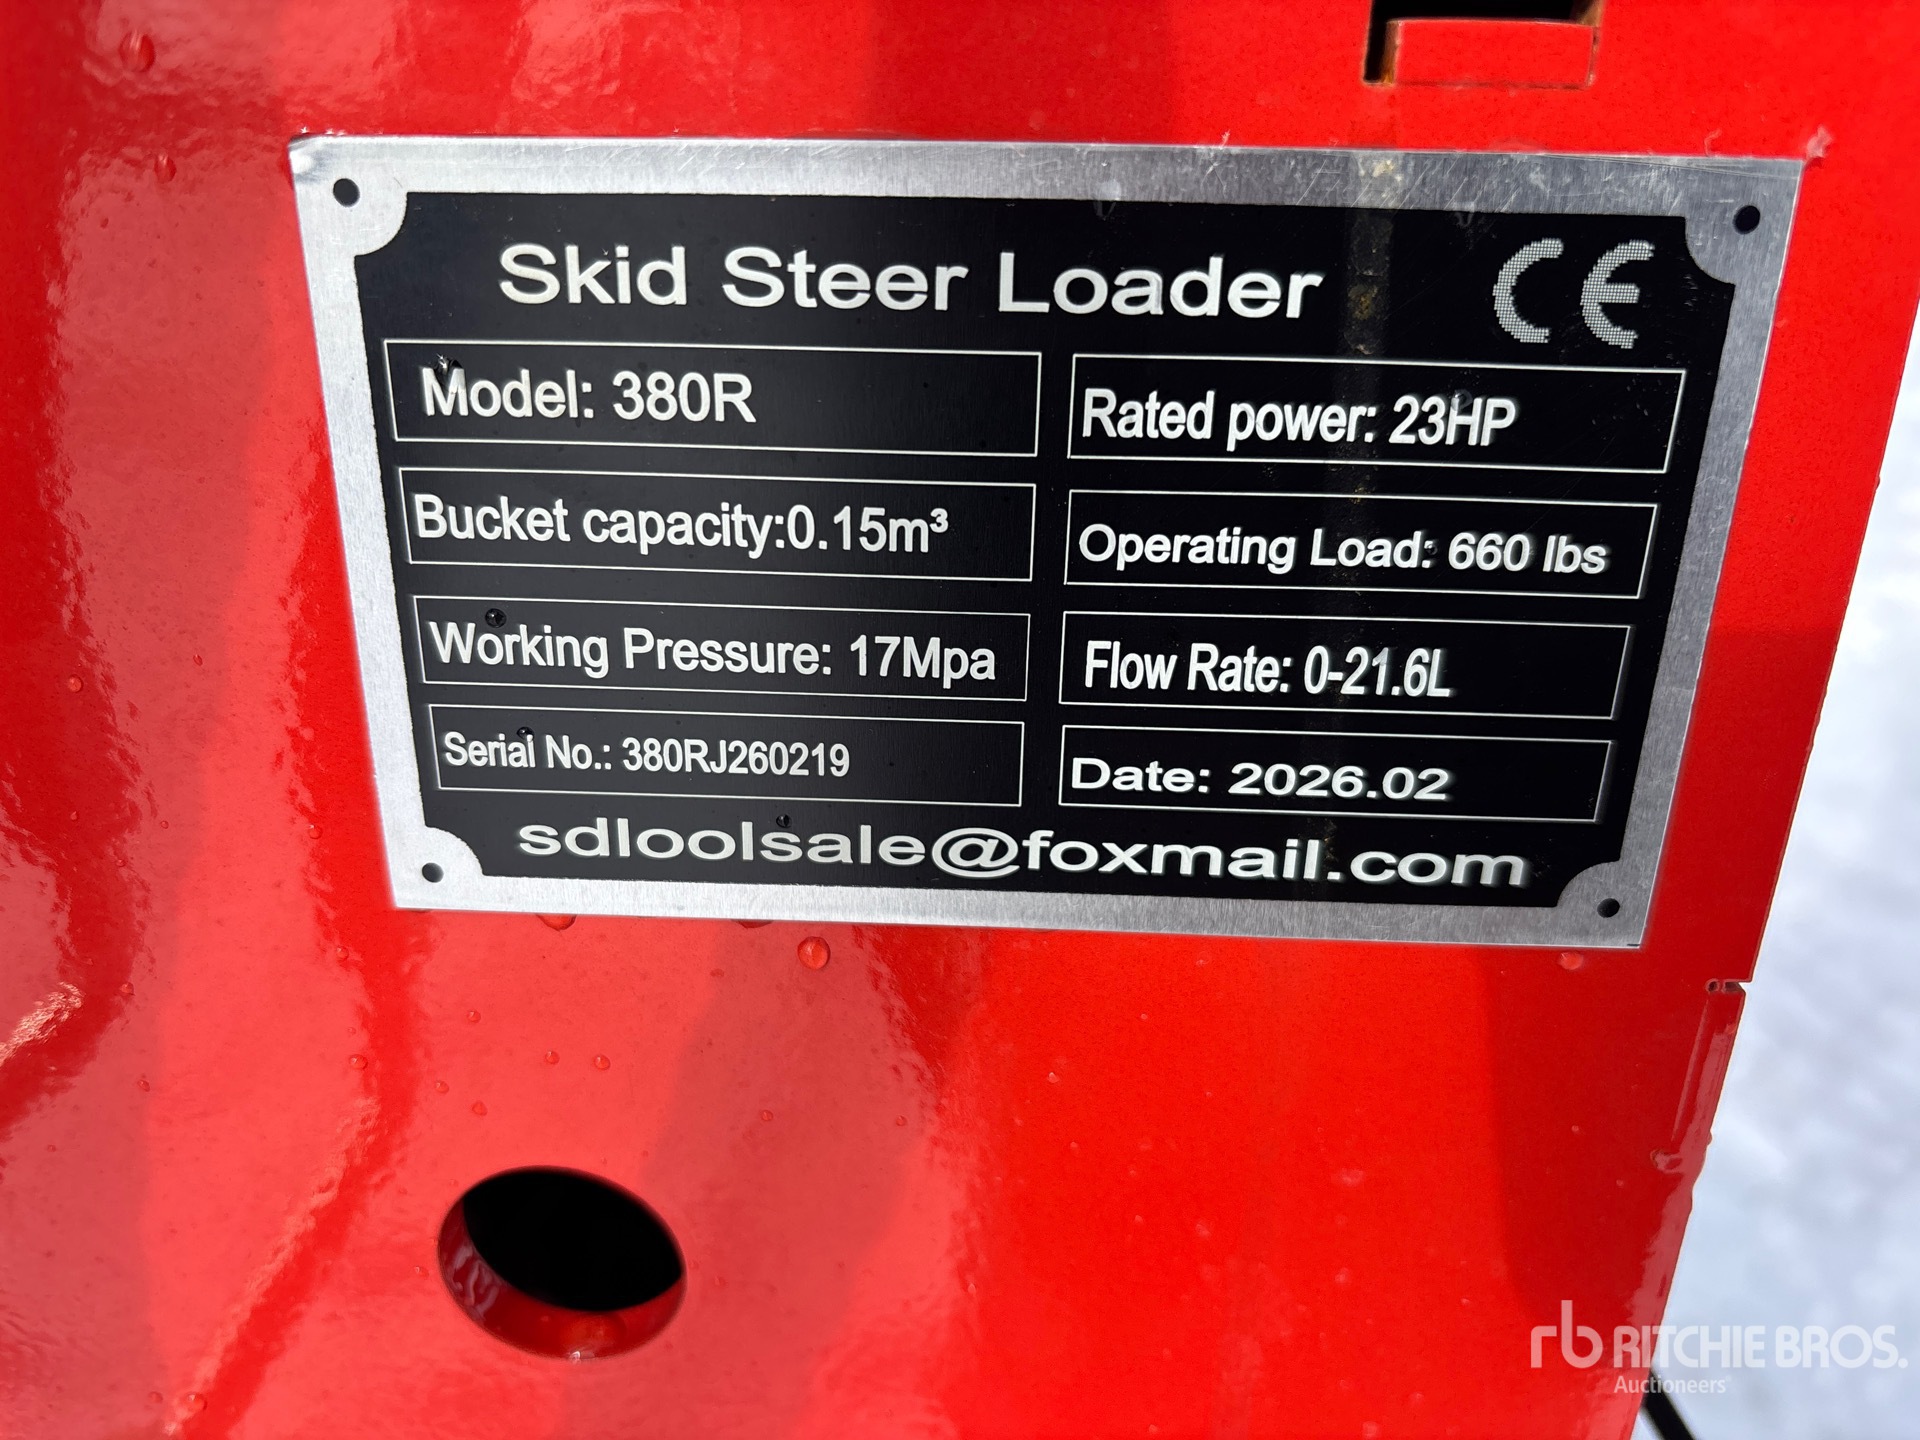 Skid Steer Loader CE
Model: 380R
Rated power: 23HP
Bucket capacity:0.15m³
Operating Load: 660 lbs
Working Pressure: 17Mpa
Flow Rate: 0-21.6L
Serial No.: 380RJ260219
Date: 2026.02
sdloolsale@foxmail.com
rb RITCHIE BROS.
Auctioneers